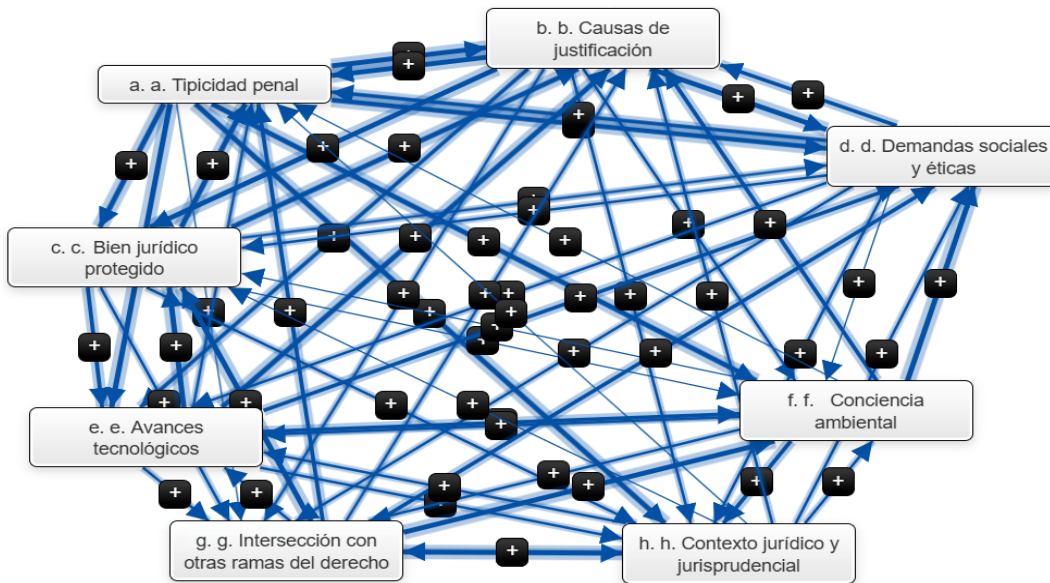 b. b. Causas de
justificación
a. a. Tipicidad penal
d. d. Demandas sociales
y éticas
c. c. Bien jurídico
protegido
f. f. Conciencia
ambiental
e. e. Avances
tecnológicos
g. g. Intersección con
otras ramas del derecho
h. h. Contexto jurídico y
jurisprudencial